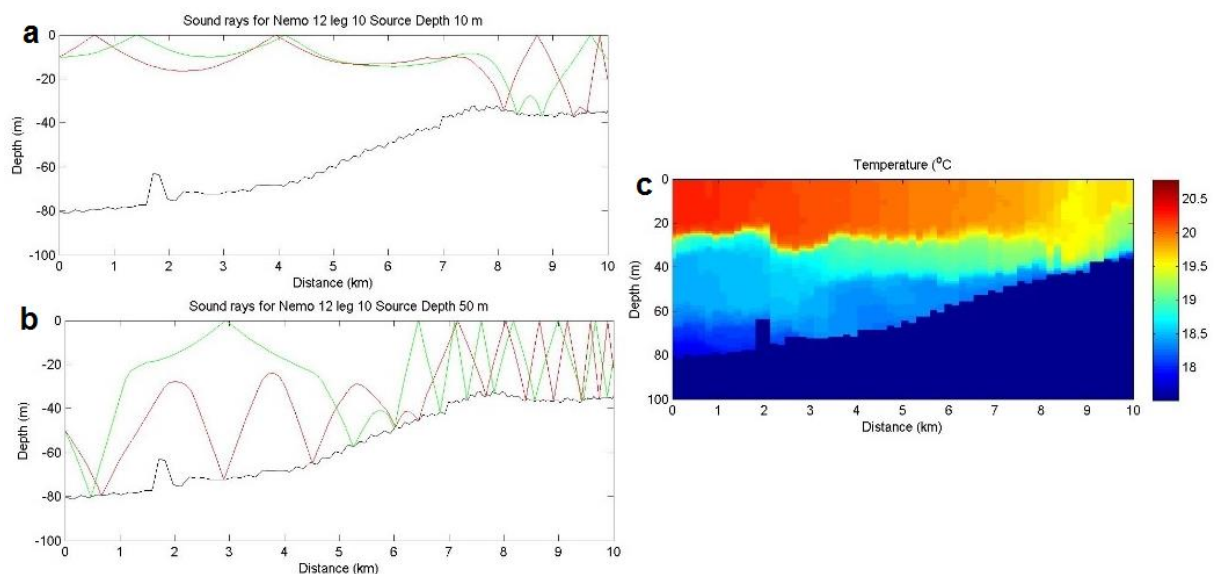 a
Sound rays for Nemo 12 leg 10 Source Depth 10 m
0
-20
-40
-60
-80
-100
Depth (m)
0 1 2 3 4 5 6 7 8 9 10
Distance (km)
b
Sound rays for Nemo 12 leg 10 Source Depth 50 m
0
-20
-40
-60
-80
-100
Depth (m)
0 1 2 3 4 5 6 7 8 9 10
Distance (km)
c
Temperature (°C
0
20
40
60
80
100
Depth (m)
0 1 2 3 4 5 6 7 8 9 10
Distance (km)
20.5
20
19.5
19
18.5
18